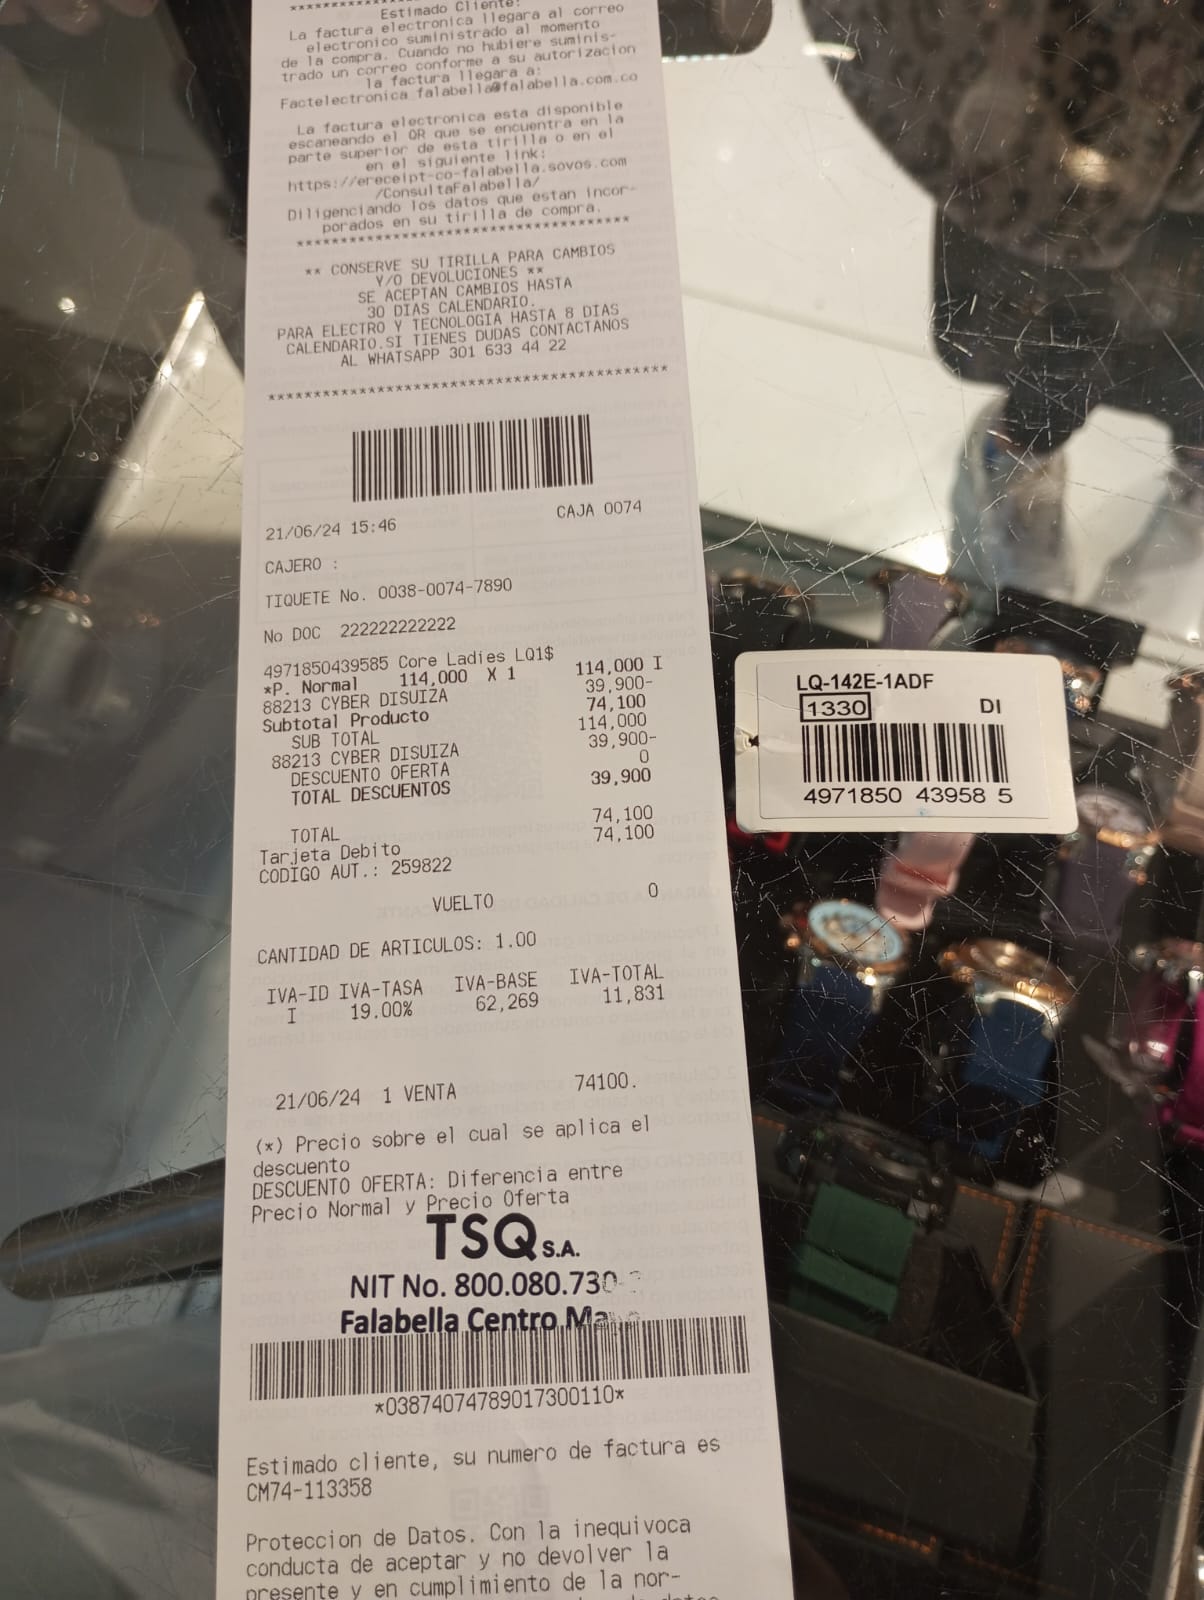 ************************************
Estimado Cliente:
La factura electronica llegara al correo
electronico suministrado al momento
de la compra. Cuando no hubiere suminis-
trado un correo conforme a su autorizacion
la factura llegara a:
Factelectronica_falabella@falabella.com.co
La factura electronica esta disponible
escaneando el QR que se encuentra en la
parte superior de esta tirilla o en el
en el siguiente link:
https://ereceipt-co-falabella.sovos.com
/ConsultaFalabella/
Diligenciando los datos que estan incor-
porados en su tirilla de compra.
************************************
** CONSERVE SU TIRILLA PARA CAMBIOS
Y/O DEVOLUCIONES **
SE ACEPTAN CAMBIOS HASTA
30 DIAS CALENDARIO.
PARA ELECTRO Y TECNOLOGIA HASTA 8 DIAS
CALENDARIO.SI TIENES DUDAS CONTACTANOS
AL WHATSAPP 301 633 44 22
********************************************
21/06/24 15:46 CAJA 0074
CAJERO :
TIQUETE No. 0038-0074-7890
No DOC 222222222222
4971850439585 Core Ladies LQ1$
*P. Normal 114,000 X 1 114,000 I
88213 CYBER DISUIZA 39,900-
Subtotal Producto 74,100
SUB TOTAL 114,000
88213 CYBER DISUIZA 39,900-
DESCUENTO OFERTA 0
TOTAL DESCUENTOS 39,900
TOTAL 74,100
Tarjeta Debito 74,100
CODIGO AUT.: 259822
VUELTO 0
CANTIDAD DE ARTICULOS: 1.00
IVA-ID IVA-TASA IVA-BASE IVA-TOTAL
I 19.00% 62,269 11,831
21/06/24 1 VENTA 74100.
(*) Precio sobre el cual se aplica el
descuento
DESCUENTO OFERTA: Diferencia entre
Precio Normal y Precio Oferta
TSQ S.A.
NIT No. 800.080.730
Falabella Centro
*03874074789017300110*
Estimado cliente, su numero de factura es
CM74-113358
Proteccion de Datos. Con la inequivoca
conducta de aceptar y no devolver la
presente y en cumplimiento de la nor-
LQ-142E-1ADF
1330 DI
4971850 43958 5